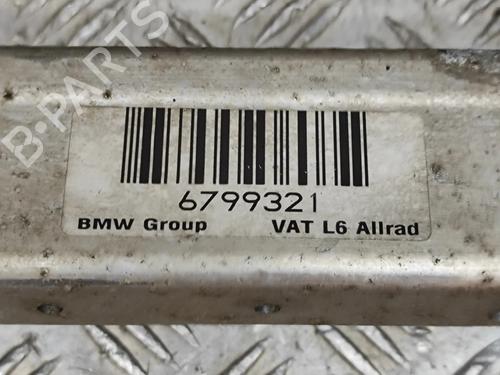 B-PARTS
6799321
BMW Group VAT L6 Allrad